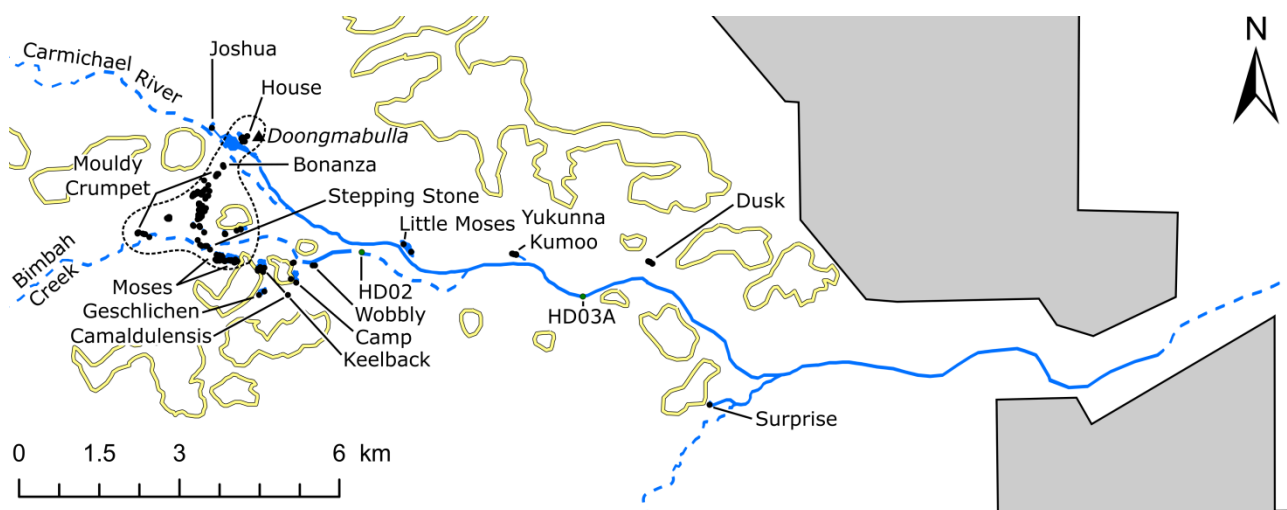 N
Carmichael River
Joshua
House
Doongmabulla
Bonanza
Mouldy
Crumpet
Stepping Stone
Little Moses
Yukunna
Kumoo
Dusk
Bimbah
Creek
Moses
Geschlichen
Camaldulensis
HD02
Wobbly
Camp
Keelback
HD03A
Surprise
0 1.5 3 6 km